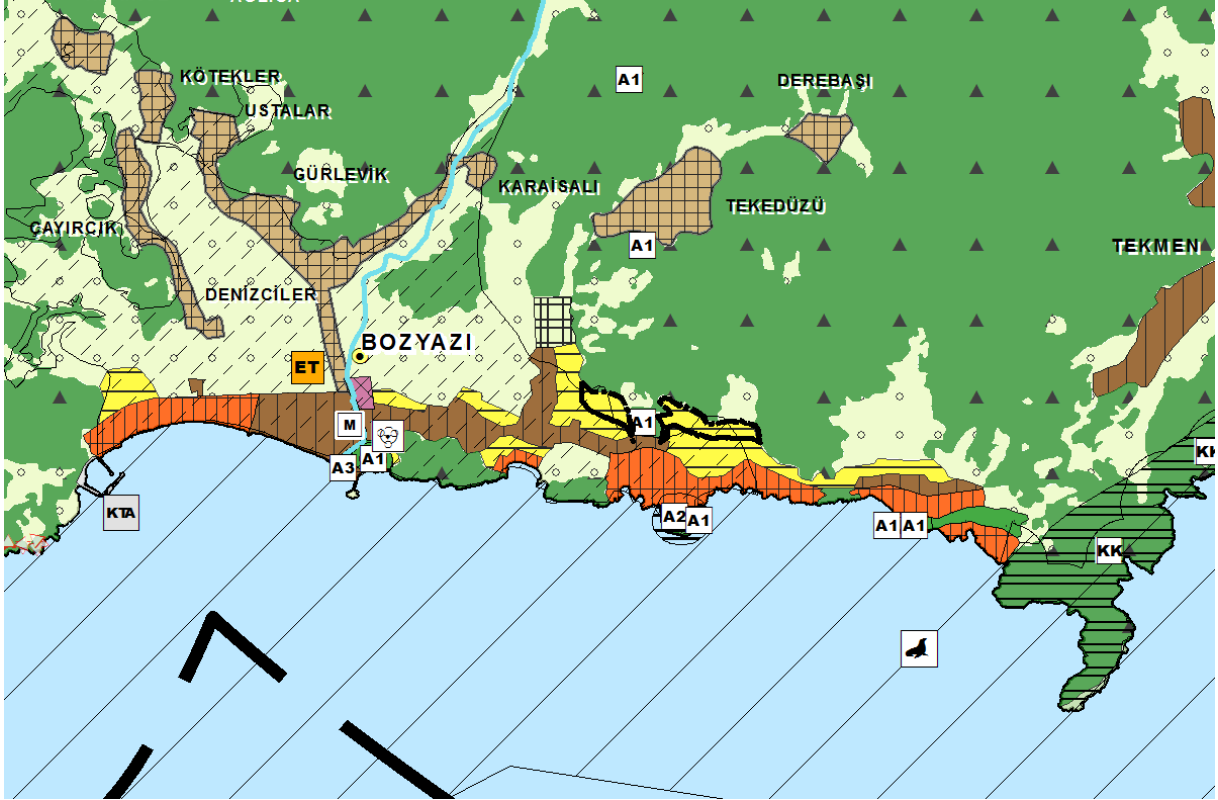 KÖTEKLER
A1
DEREBAŞI
USTALAR
GÜRLEVİK
KARAİSALI
TEKEDÜZÜ
ÇAYIRÇIK
A1
TEKMEN
DENİZCİLER
BOZYAZI
ET
M
A1
A3
A1
KK
KTA
A2
A1
A1
A1
KK